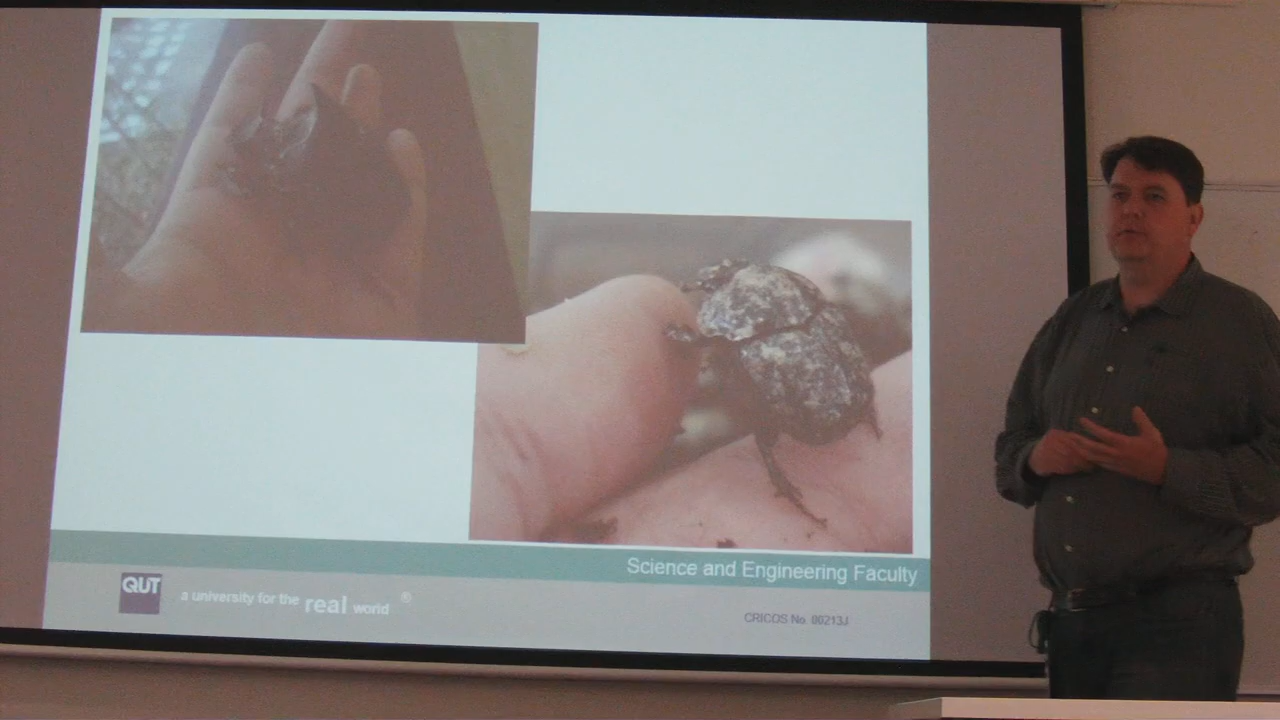 Science and Engineering Faculty
QUT
a university for the real world ®
CRICOS No. 00213J